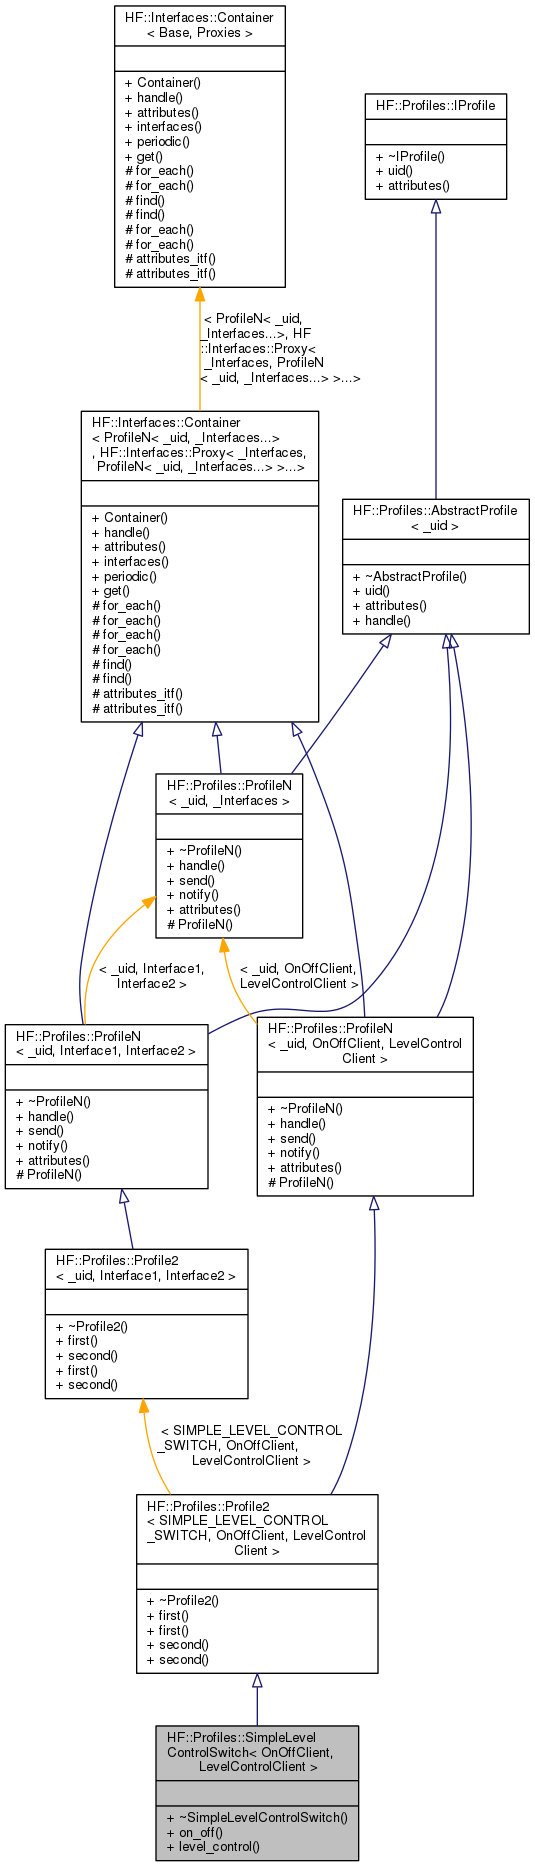 HF::Interfaces::Container
< Base, Proxies >
+ Container()
+ handle()
+ attributes()
+ interfaces()
+ periodic()
+ get()
# for_each()
# for_each()
# find()
# find()
# for_each()
# for_each()
# attributes_itf()
# attributes_itf()
HF::Profiles::IProfile
+ ~IProfile()
+ uid()
+ attributes()
< ProfileN< _uid,
_Interfaces...>, HF
::Interfaces::Proxy<
_Interfaces, ProfileN
< _uid, _Interfaces...> >...>
HF::Interfaces::Container
< ProfileN< _uid, _Interfaces...>
, HF::Interfaces::Proxy< _Interfaces,
ProfileN< _uid, _Interfaces...> >...>
+ Container()
+ handle()
+ attributes()
+ interfaces()
+ periodic()
+ get()
# for_each()
# for_each()
# for_each()
# for_each()
# find()
# find()
# attributes_itf()
# attributes_itf()
HF::Profiles::AbstractProfile
< _uid >
+ ~AbstractProfile()
+ uid()
+ attributes()
+ handle()
HF::Profiles::ProfileN
< _uid, _Interfaces >
+ ~ProfileN()
+ handle()
+ send()
+ notify()
+ attributes()
# ProfileN()
< _uid, Interface1,
Interface2 >
< _uid, OnOffClient,
LevelControlClient >
HF::Profiles::ProfileN
< _uid, Interface1, Interface2 >
+ ~ProfileN()
+ handle()
+ send()
+ notify()
+ attributes()
# ProfileN()
HF::Profiles::ProfileN
< _uid, OnOffClient, LevelControl
Client >
+ ~ProfileN()
+ handle()
+ send()
+ notify()
+ attributes()
# ProfileN()
HF::Profiles::Profile2
< _uid, Interface1, Interface2 >
+ ~Profile2()
+ first()
+ second()
+ first()
+ second()
< SIMPLE_LEVEL_CONTROL
_SWITCH, OnOffClient,
LevelControlClient >
HF::Profiles::Profile2
< SIMPLE_LEVEL_CONTROL
_SWITCH, OnOffClient, LevelControl
Client >
+ ~Profile2()
+ first()
+ first()
+ second()
+ second()
HF::Profiles::SimpleLevel
ControlSwitch< OnOffClient,
LevelControlClient >
+ ~SimpleLevelControlSwitch()
+ on_off()
+ level_control()